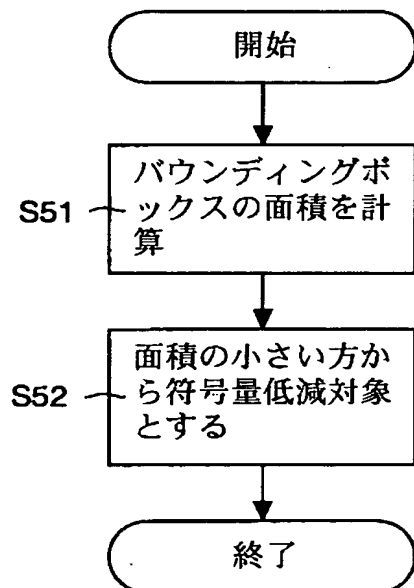 開始
バウンディングボ
S51 ックスの面積を計
算
面積の小さい方か
S52 ら符号量低減対象
とする
終了